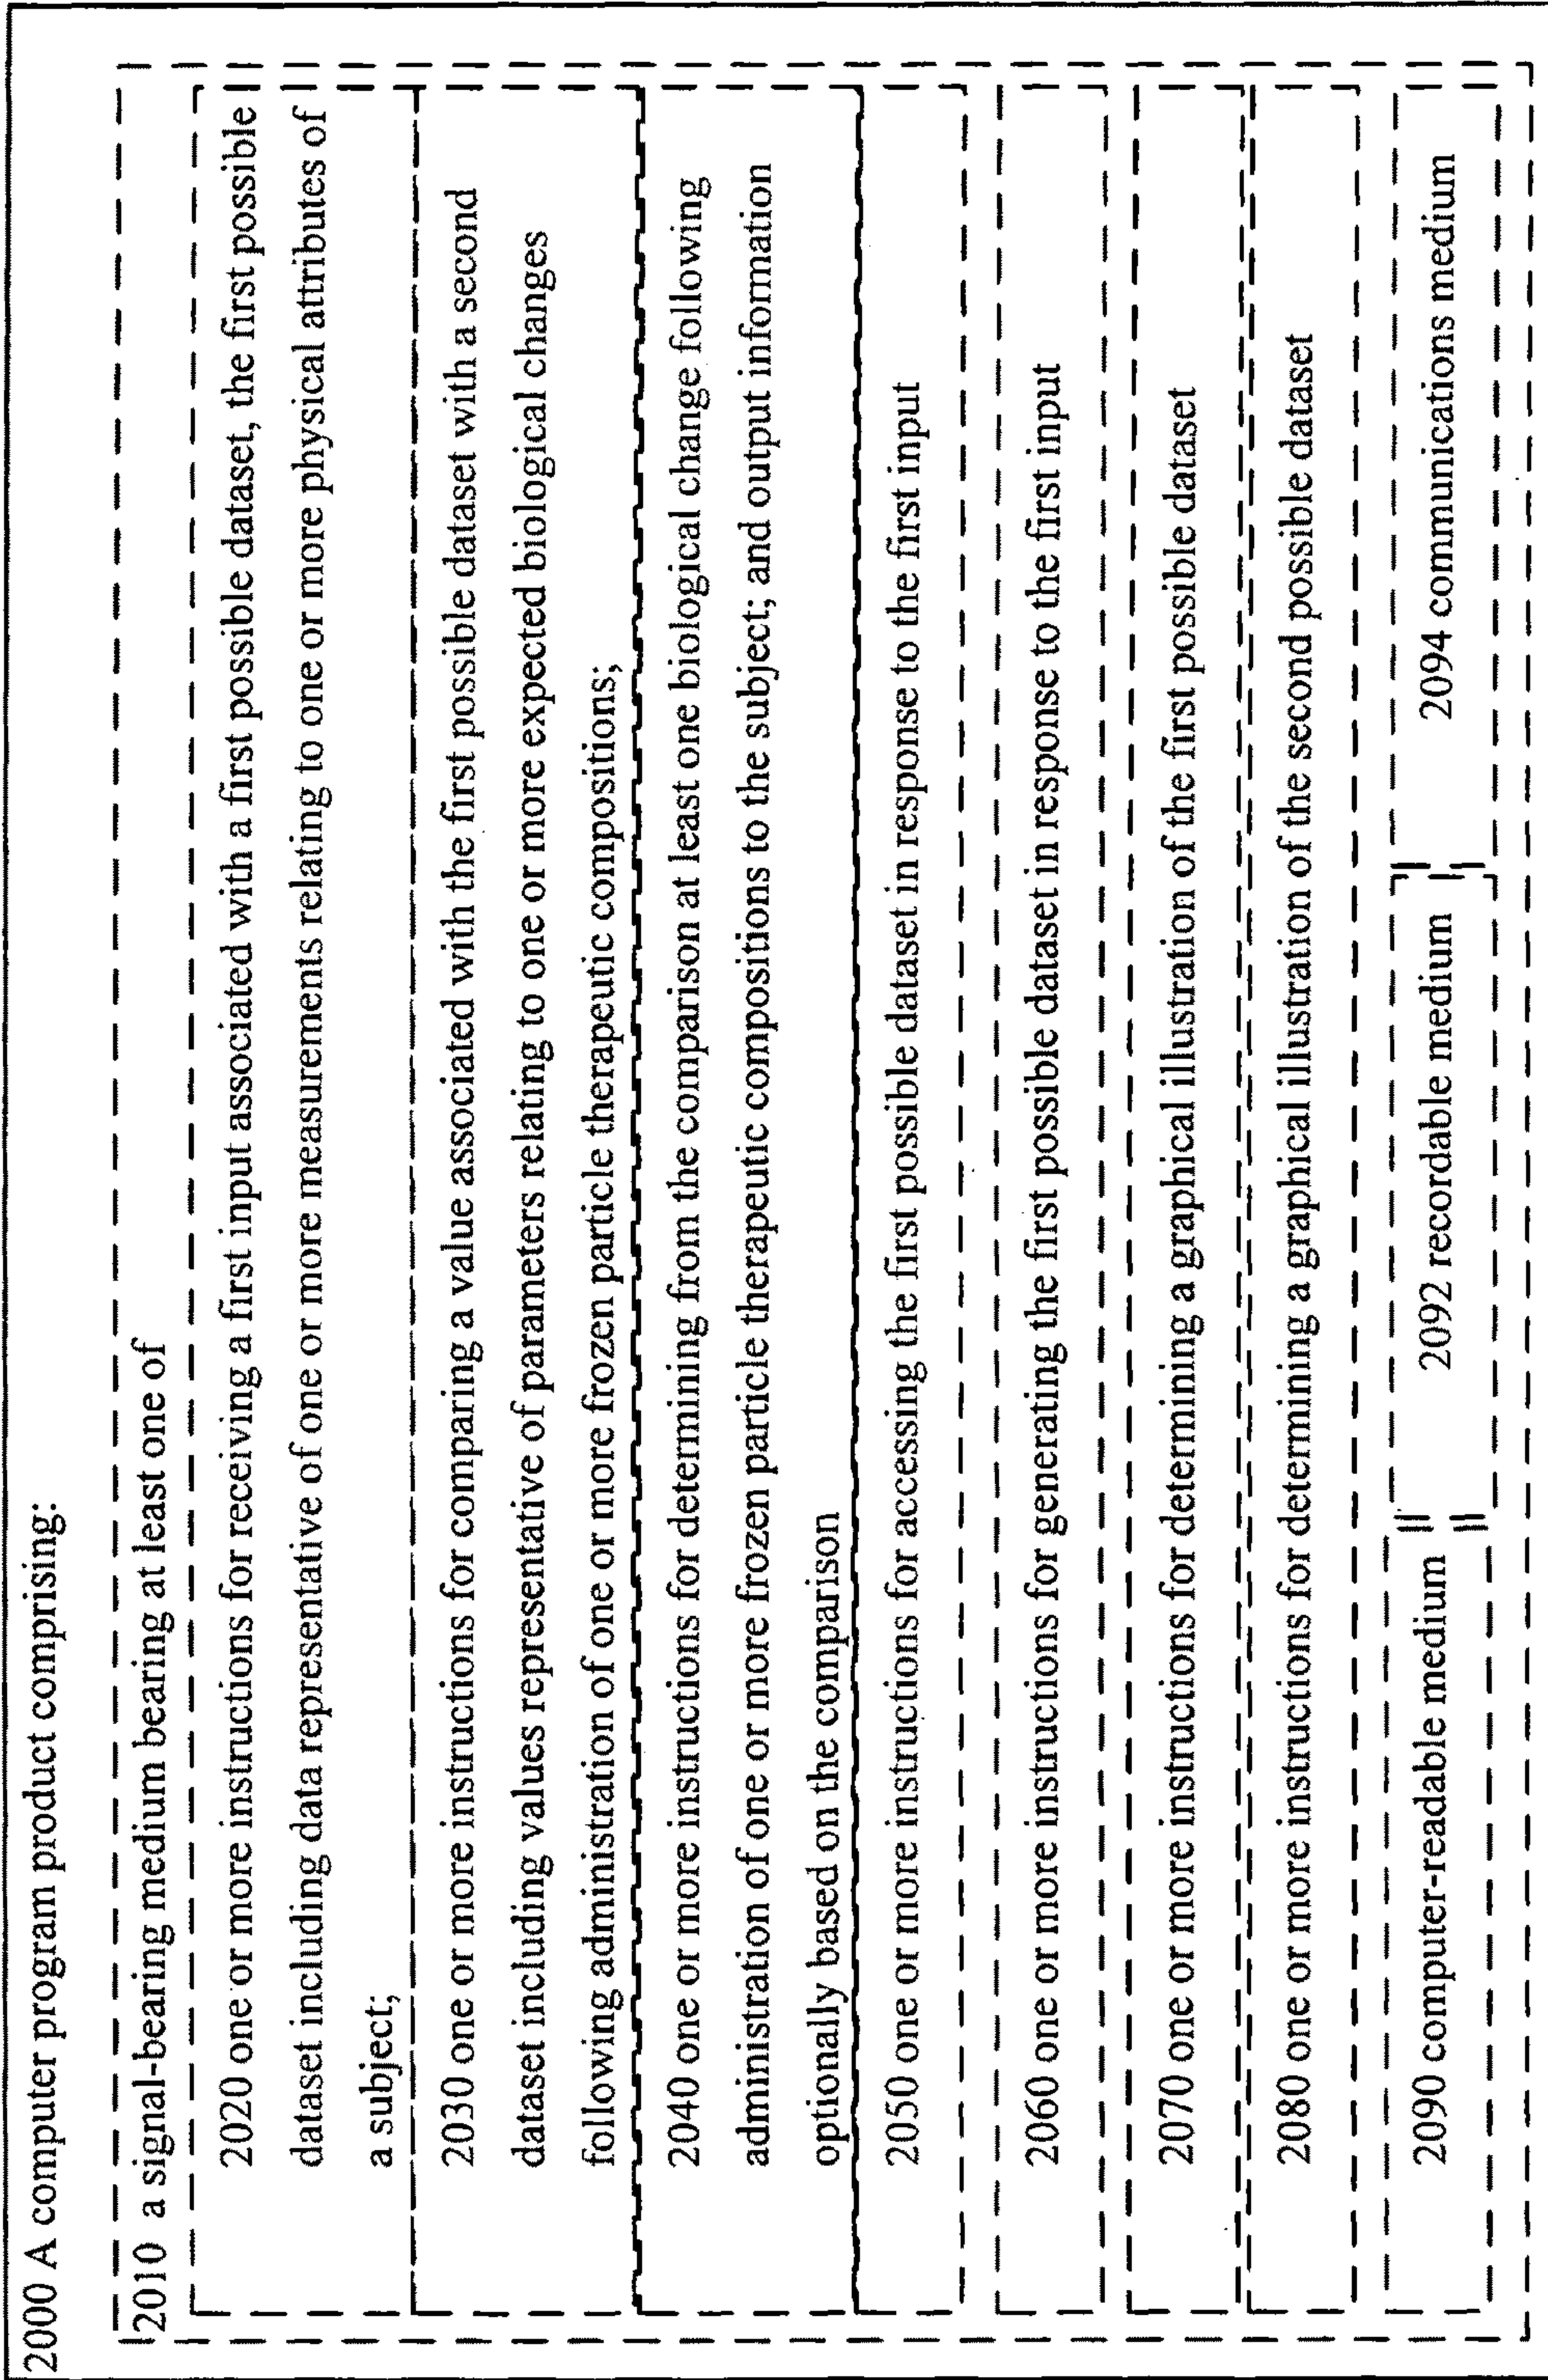 2000 A computer program product comprising:
2010 a signal-bearing medium bearing at least one of
2020 one or more instructions for receiving a first input associated with a first possible dataset, the first possible
dataset including data representative of one or more measurements relating to one or more physical attributes of
a subject;
2030 one or more instructions for comparing a value associated with the first possible dataset with a second
dataset including values representative of parameters relating to one or more expected biological changes
following administration of one or more frozen particle therapeutic compositions;
2040 one or more instructions for determining from the comparison at least one biological change following
administration of one or more frozen particle therapeutic compositions to the subject; and output information
optionally based on the comparison
2050 one or more instructions for accessing the first possible dataset in response to the first input
2060 one or more instructions for generating the first possible dataset in response to the first input
2070 one or more instructions for determining a graphical illustration of the first possible dataset
2080 one or more instructions for determining a graphical illustration of the second possible dataset
2090 computer-readable medium
2092 recordable medium
2094 communications medium